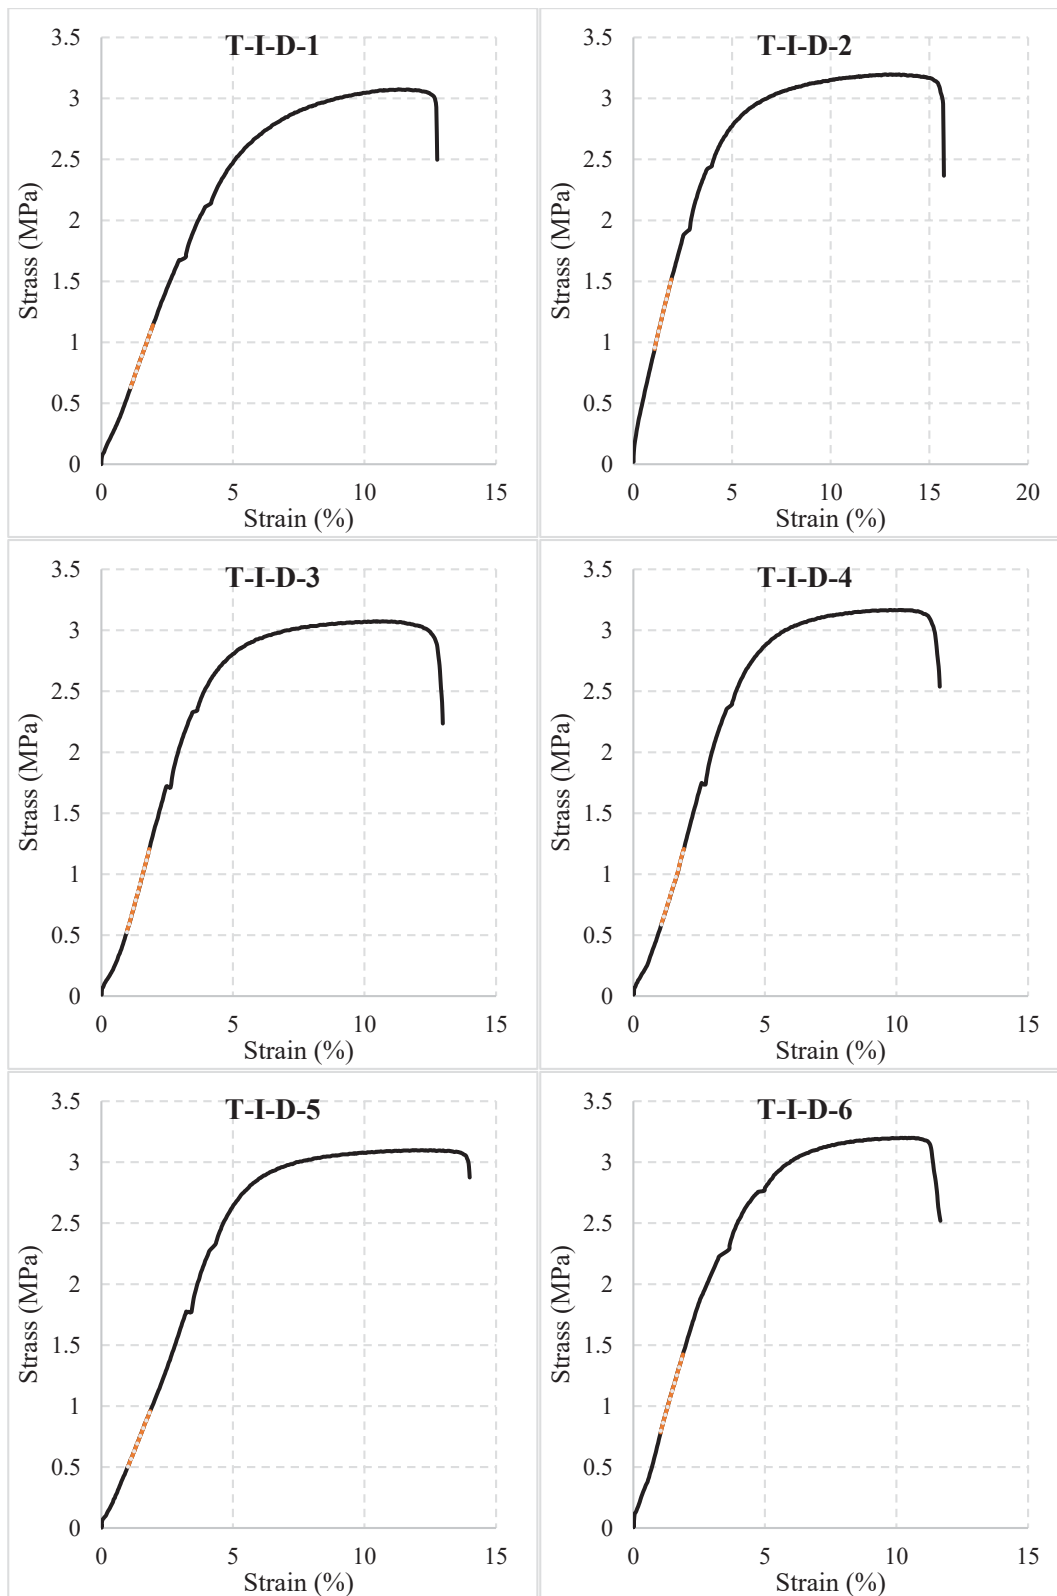 T-I-D-1
3.5
3
2.5
2
1.5
1
0.5
0
Strass (MPa)
0 5 10 15
Strain (%)
T-I-D-2
3.5
3
2.5
2
1.5
1
0.5
0
Strass (MPa)
0 5 10 15 20
Strain (%)
T-I-D-3
3.5
3
2.5
2
1.5
1
0.5
0
Strass (MPa)
0 5 10 15
Strain (%)
T-I-D-4
3.5
3
2.5
2
1.5
1
0.5
0
Strass (MPa)
0 5 10 15
Strain (%)
T-I-D-5
3.5
3
2.5
2
1.5
1
0.5
0
Strass (MPa)
0 5 10 15
Strain (%)
T-I-D-6
3.5
3
2.5
2
1.5
1
0.5
0
Strass (MPa)
0 5 10 15
Strain (%)